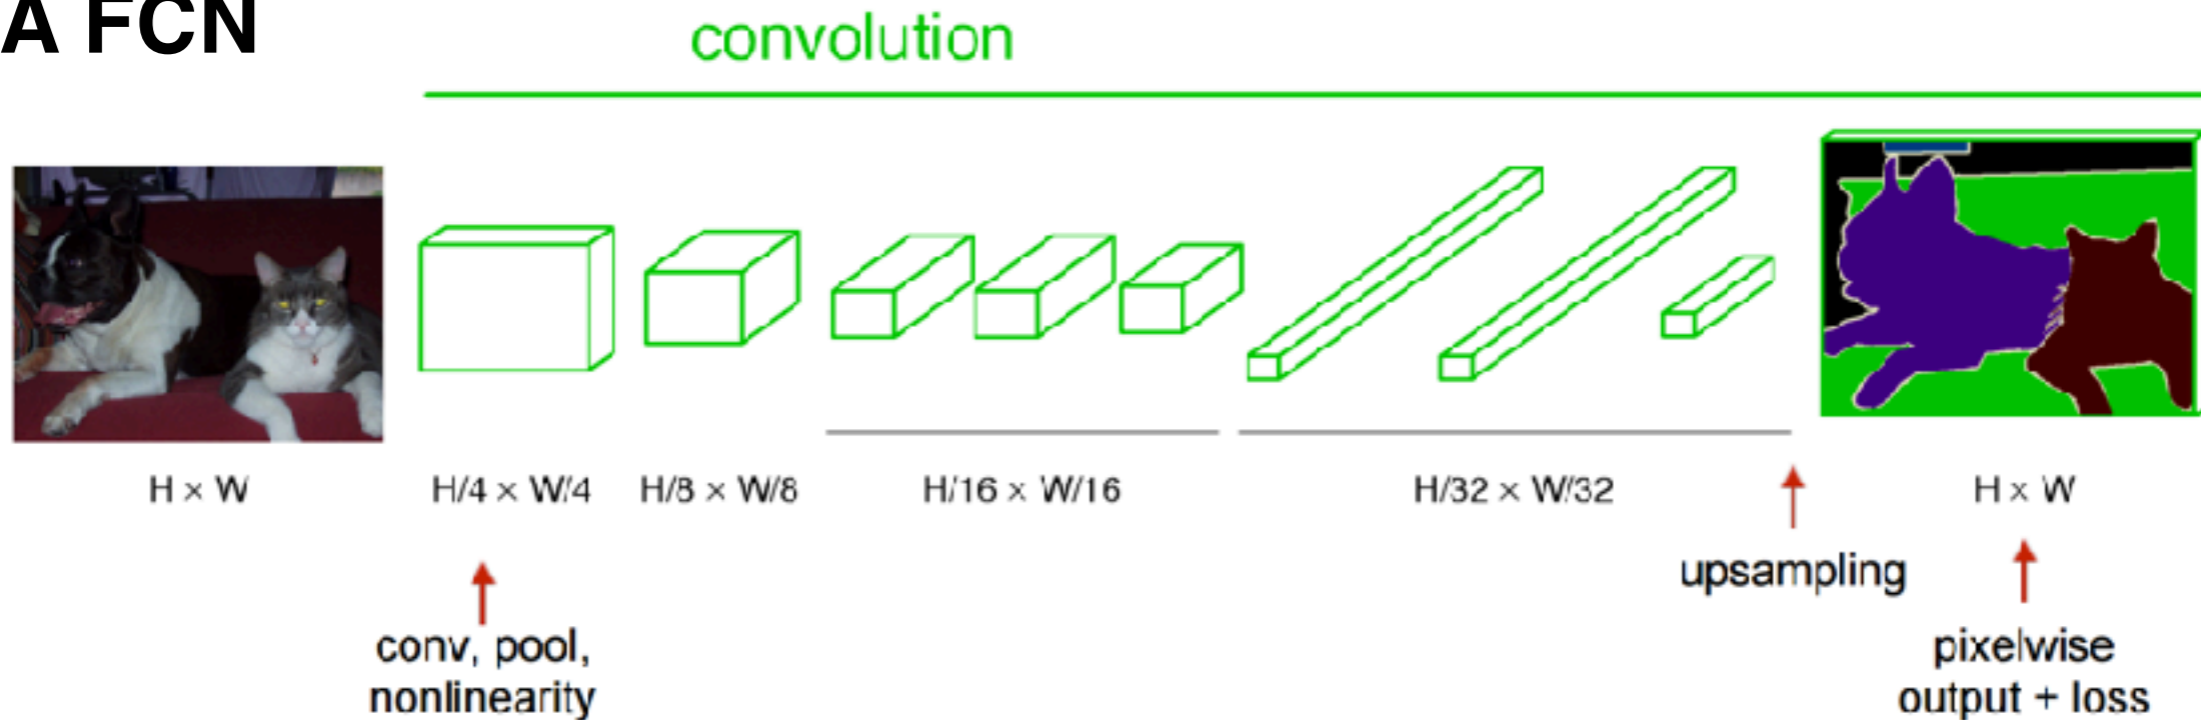 A FCN
convolution
H × W
H/4 × W/4
H/8 × W/8
H/16 × W/16
H/32 × W/32
H × W
upsampling
conv, pool,
nonlinearity
pixelwise
output + loss